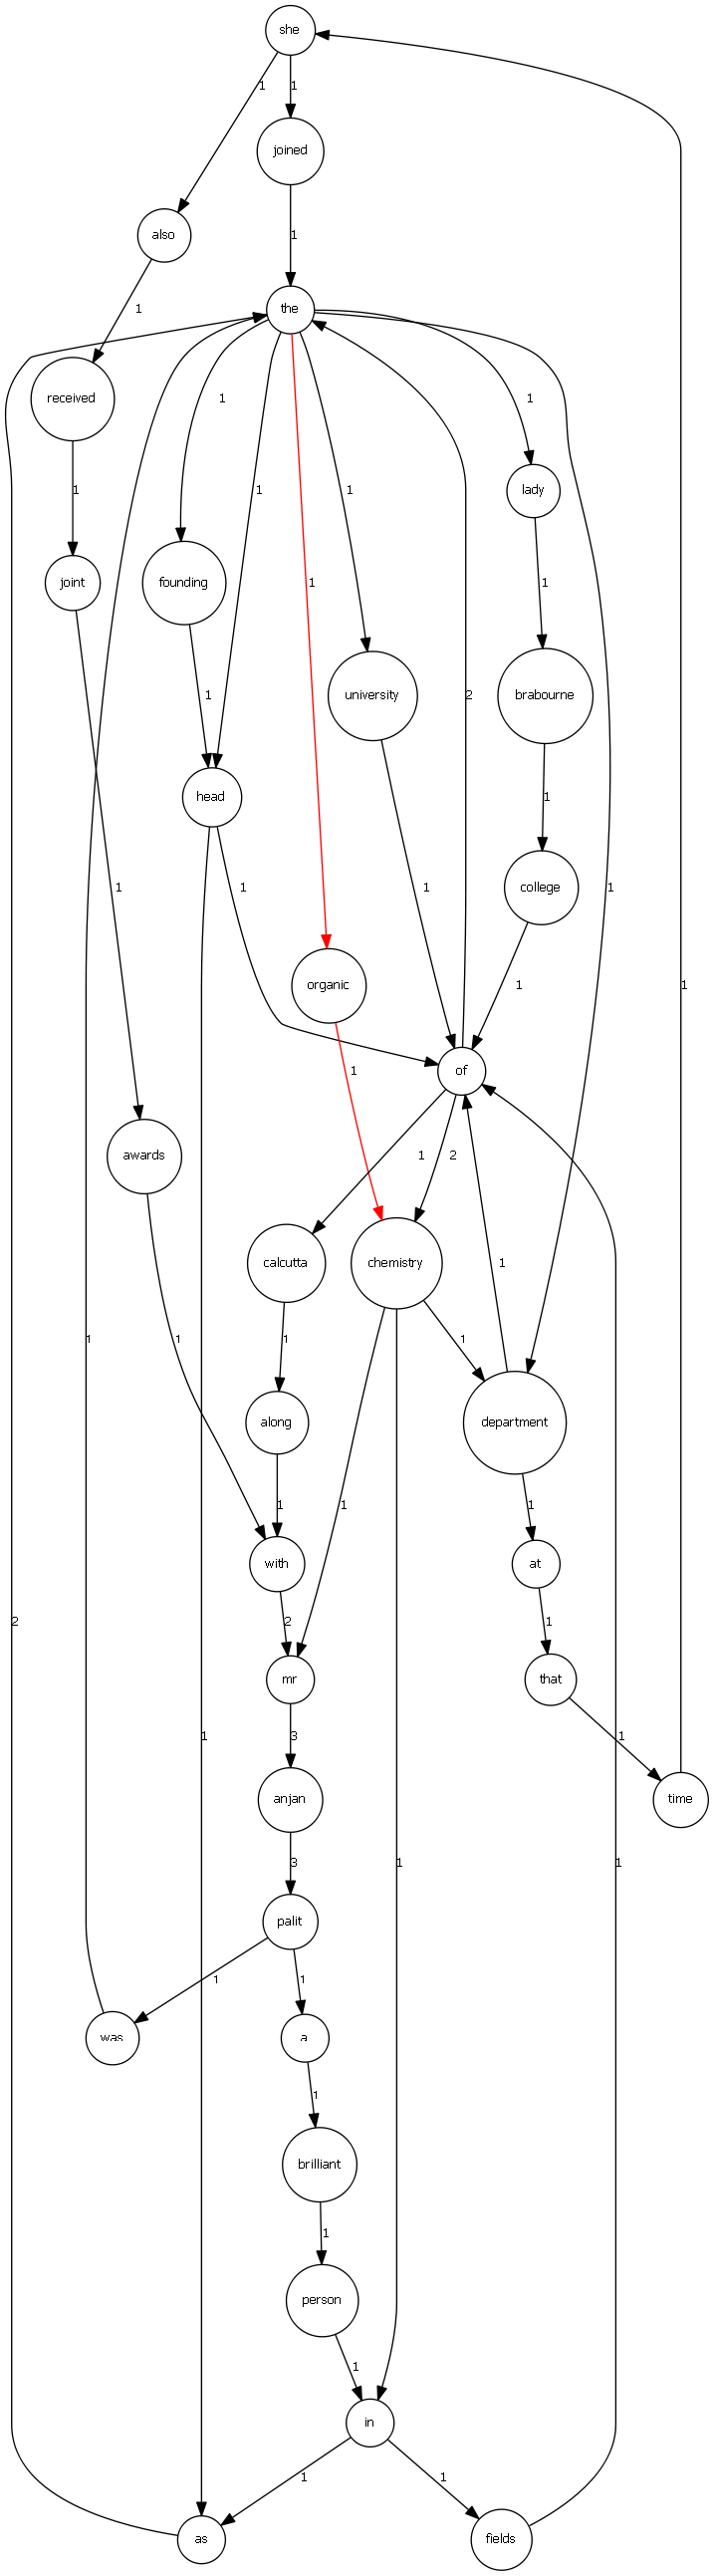 she
1 1
joined
also
1
1
the
1 1
received
lady
1 1 1
joint
founding
1
1
1
university
brabourne
2
head
1
college
1 1 1 1
organic
1
of
1
awards
1 2
calcutta
chemistry
1
1 1 1 1
along
department
1 1 1
with
at
2 1
mr
that
2 1 3 1
anjan
time
3 1 1
palit
1 1
was
a
1
brilliant
1
person
1
in
1 1
as
fields